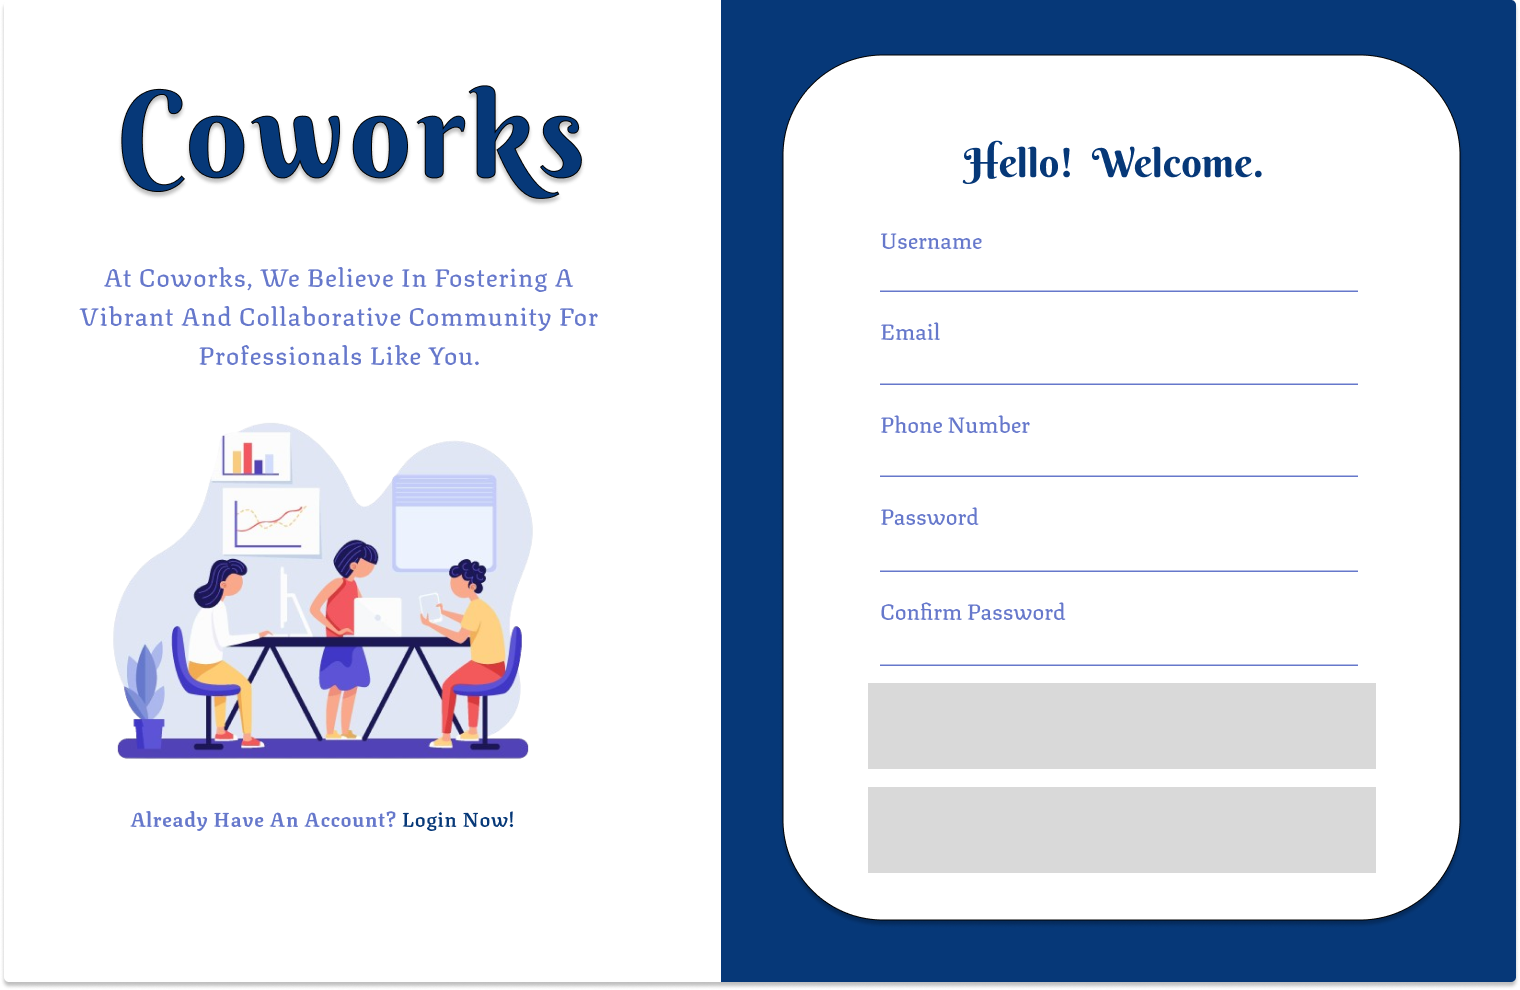 Coworks
At Coworks, We Believe In Fostering A
Vibrant And Collaborative Community For
Professionals Like You.
Already Have An Account? Login Now!
Hello! Welcome.
Username
Email
Phone Number
Password
Confirm Password